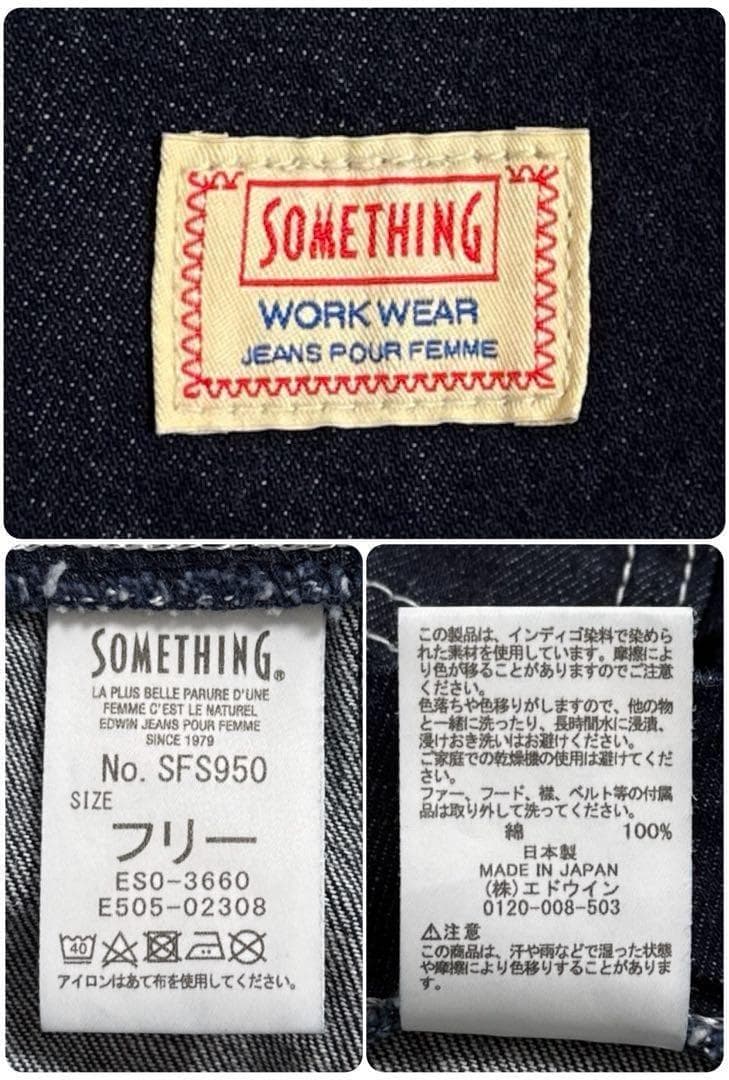 SOMETHING
WORK WEAR
JEANS POUR FEMME
SOMETHING®
LA PLUS BELLE PARURE D'UNE
FEMME C'EST LE NATUREL
EDWIN JEANS POUR FEMME
SINCE 1979
No. SFS950
SIZE
フリー
ES0-3660
E505-02308
40
アイロンはあて布を使用してください。
この製品は、インディゴ染料で染めら
れた素材を使用しています。摩擦によ
り色が移ることがありますのでご注意
ください。
色落ちや色移りがしますので、他の物
と一緒に洗ったり、長時間水に浸漬、
浸けおき洗いはお避けください。
ご家庭での乾燥機の使用は避けてくだ
さい。
ファー、フード、襟、ベルト等の付属
品は取り外して洗ってください。
綿 100%
日本製
MADE IN JAPAN
(株)エドウイン
0120-008-503
⚠注意
この商品は、汗や雨などで湿った状態
や摩擦により色移りすることがありま
す。